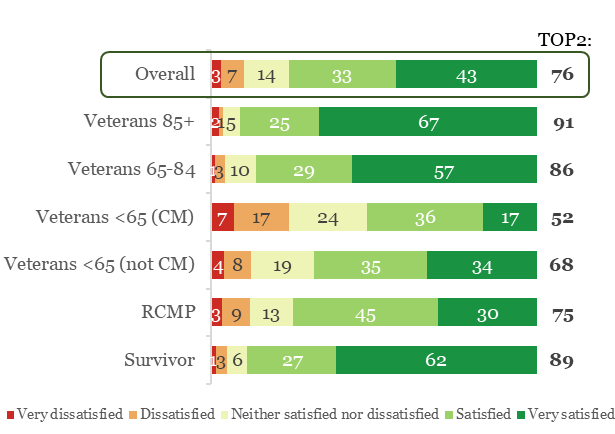 TOP2:
Overall 3 7 14 33 43 76
Veterans 85+ 2 1 5 25 67 91
Veterans 65-84 1 3 10 29 57 86
Veterans <65 (CM) 7 17 24 36 17 52
Veterans <65 (not CM) 4 8 19 35 34 68
RCMP 3 9 13 45 30 75
Survivor 1 3 6 27 62 89
Very dissatisfied Dissatisfied Neither satisfied nor dissatisfied Satisfied Very satisfied